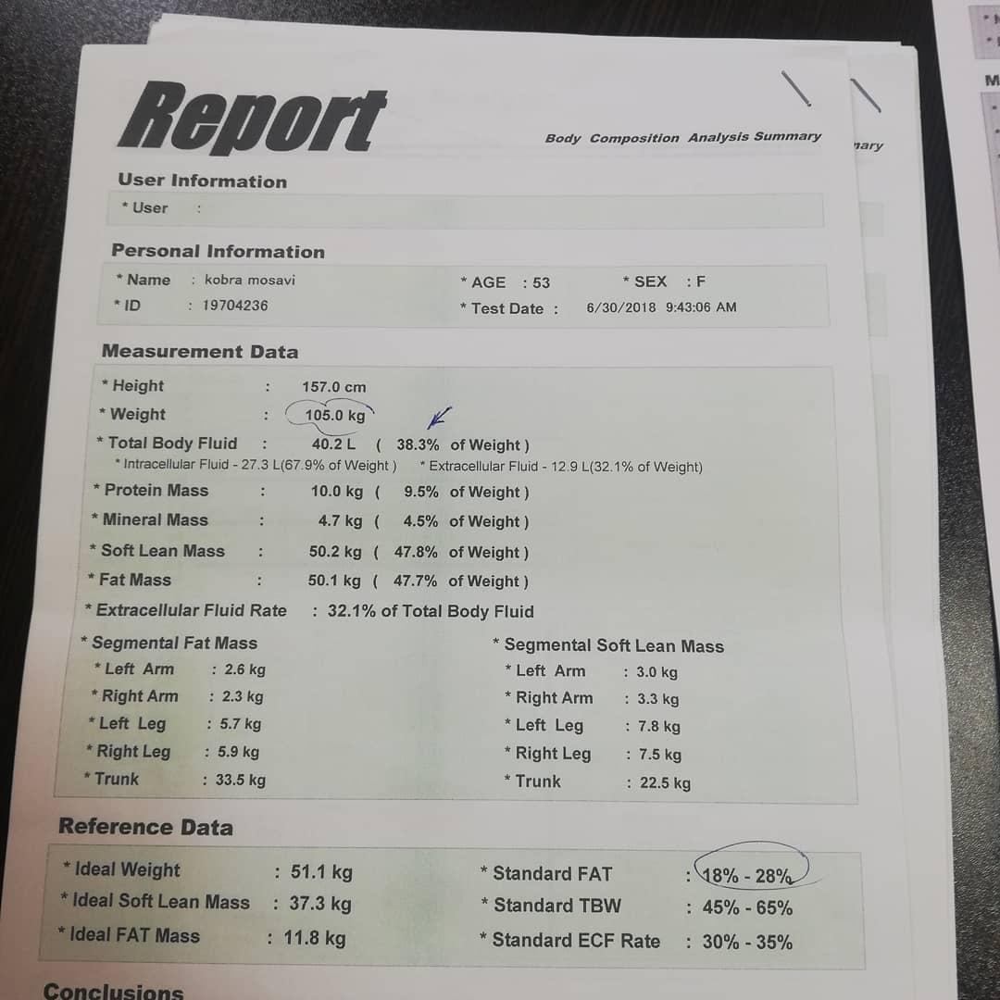 Report
Body Composition Analysis Summary
mary
User Information
* User :
Personal Information
* Name : kobra mosavi * AGE : 53 * SEX : F
* ID : 19704236 * Test Date : 6/30/2018 9:43:06 AM
Measurement Data
* Height : 157.0 cm
* Weight : 105.0 kg
* Total Body Fluid : 40.2 L ( 38.3% of Weight )
* Intracellular Fluid - 27.3 L(67.9% of Weight ) * Extracellular Fluid - 12.9 L(32.1% of Weight)
* Protein Mass : 10.0 kg ( 9.5% of Weight )
* Mineral Mass : 4.7 kg ( 4.5% of Weight )
* Soft Lean Mass : 50.2 kg ( 47.8% of Weight )
* Fat Mass : 50.1 kg ( 47.7% of Weight )
* Extracellular Fluid Rate : 32.1% of Total Body Fluid
* Segmental Fat Mass * Segmental Soft Lean Mass
* Left Arm : 2.6 kg * Left Arm : 3.0 kg
* Right Arm : 2.3 kg * Right Arm : 3.3 kg
* Left Leg : 5.7 kg * Left Leg : 7.8 kg
* Right Leg : 5.9 kg * Right Leg : 7.5 kg
* Trunk : 33.5 kg * Trunk : 22.5 kg
Reference Data
* Ideal Weight : 51.1 kg * Standard FAT : 18% - 28%
* Ideal Soft Lean Mass : 37.3 kg * Standard TBW : 45% - 65%
* Ideal FAT Mass : 11.8 kg * Standard ECF Rate : 30% - 35%
Conclusions